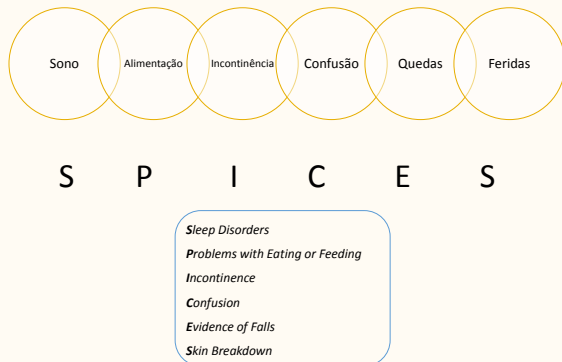 Sono Alimentação Incontinência Confusão Quedas Feridas
S P I C E S
Sleep Disorders
Problems with Eating or Feeding
Incontinence
Confusion
Evidence of Falls
Skin Breakdown